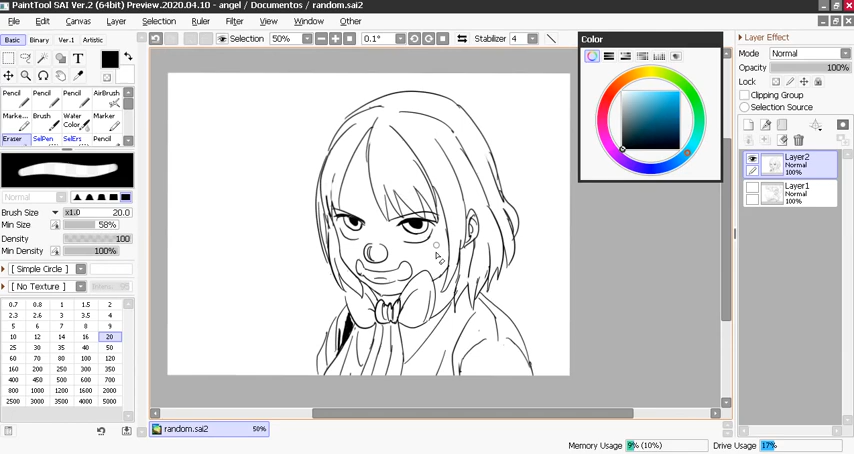 PaintTool SAI Ver.2 (64bit) Preview.2020.04.10 - angel / Documentos / random.sai2
File Edit Canvas Layer Selection Ruler Filter View Window Others
Basic Binary Ver.1 Artistic
Selection 50% 0.1° Stabilizer 4
Color
Layer Effect
Mode Normal
Opacity 100%
Lock
Clipping Group
Selection Source
Pencil Pencil Pencil AirBrush
Marke... Brush Water Color Marker
Eraser SelPen SelErs Pencil
Normal
Brush Size x1.0 20.0
Min Size 58%
Density 100
Min Density 100%
[ Simple Circle ]
[ No Texture ]
0.7 0.8 1 1.5 2
2.3 2.6 3 3.5 4
5 6 7 8 9
10 12 14 16 20
25 30 35 40 50
60 70 80 100 120
160 200 250 300 350
400 450 500 600 700
800 1000 1200 1400 1600
2500 3000 3500 4000 5000
Layer2
Normal
100%
Layer1
Normal
100%
random.sai2 50%
Memory Usage 9% (10%) Drive Usage 17%